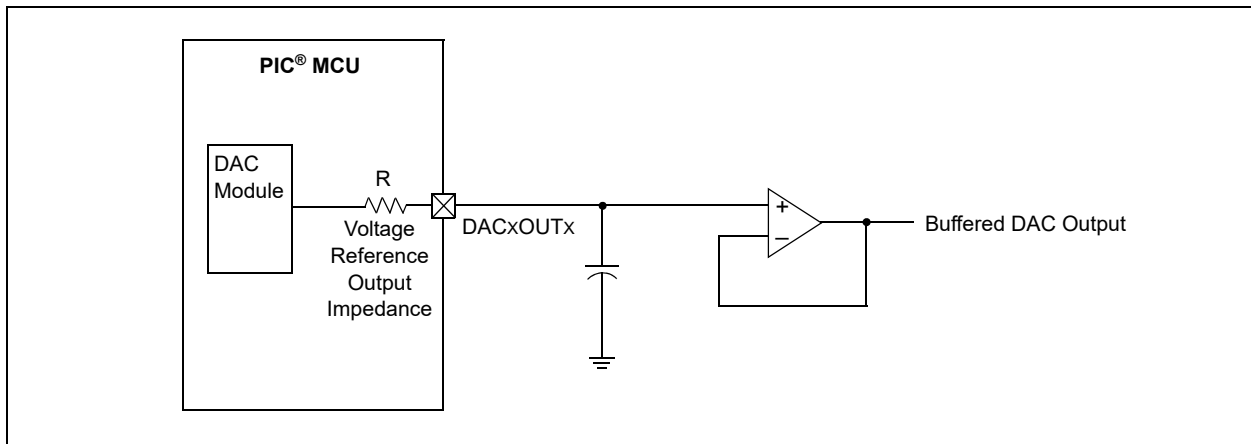 PIC® MCU
DAC
Module
R
Voltage
Reference
Output
Impedance
DACxOUTx
+
–
Buffered DAC Output